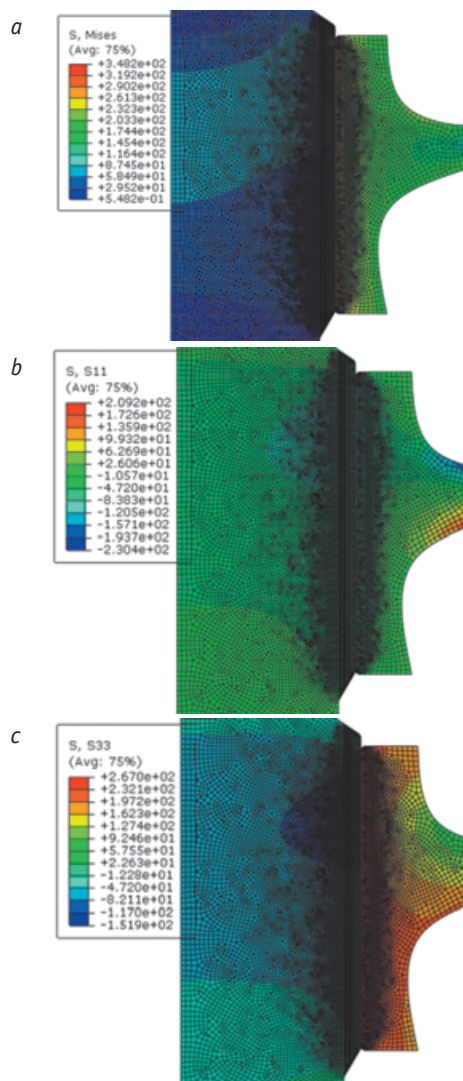 a
S, Mises
(Avg: 75%)
+3.482e+02
+3.192e+02
+2.902e+02
+2.613e+02
+2.323e+02
+2.033e+02
+1.744e+02
+1.454e+02
+1.164e+02
+8.745e+01
+5.849e+01
+2.952e+01
+5.482e-01
b
S, S11
(Avg: 75%)
+2.092e+02
+1.726e+02
+1.359e+02
+9.932e+01
+6.269e+01
+2.606e+01
-1.057e+01
-4.720e+01
-8.383e+01
-1.205e+02
-1.571e+02
-1.937e+02
-2.304e+02
c
S, S33
(Avg: 75%)
+2.670e+02
+2.321e+02
+1.972e+02
+1.623e+02
+1.274e+02
+9.246e+01
+5.755e+01
+2.263e+01
-1.228e+01
-4.720e+01
-8.211e+01
-1.170e+02
-1.519e+02